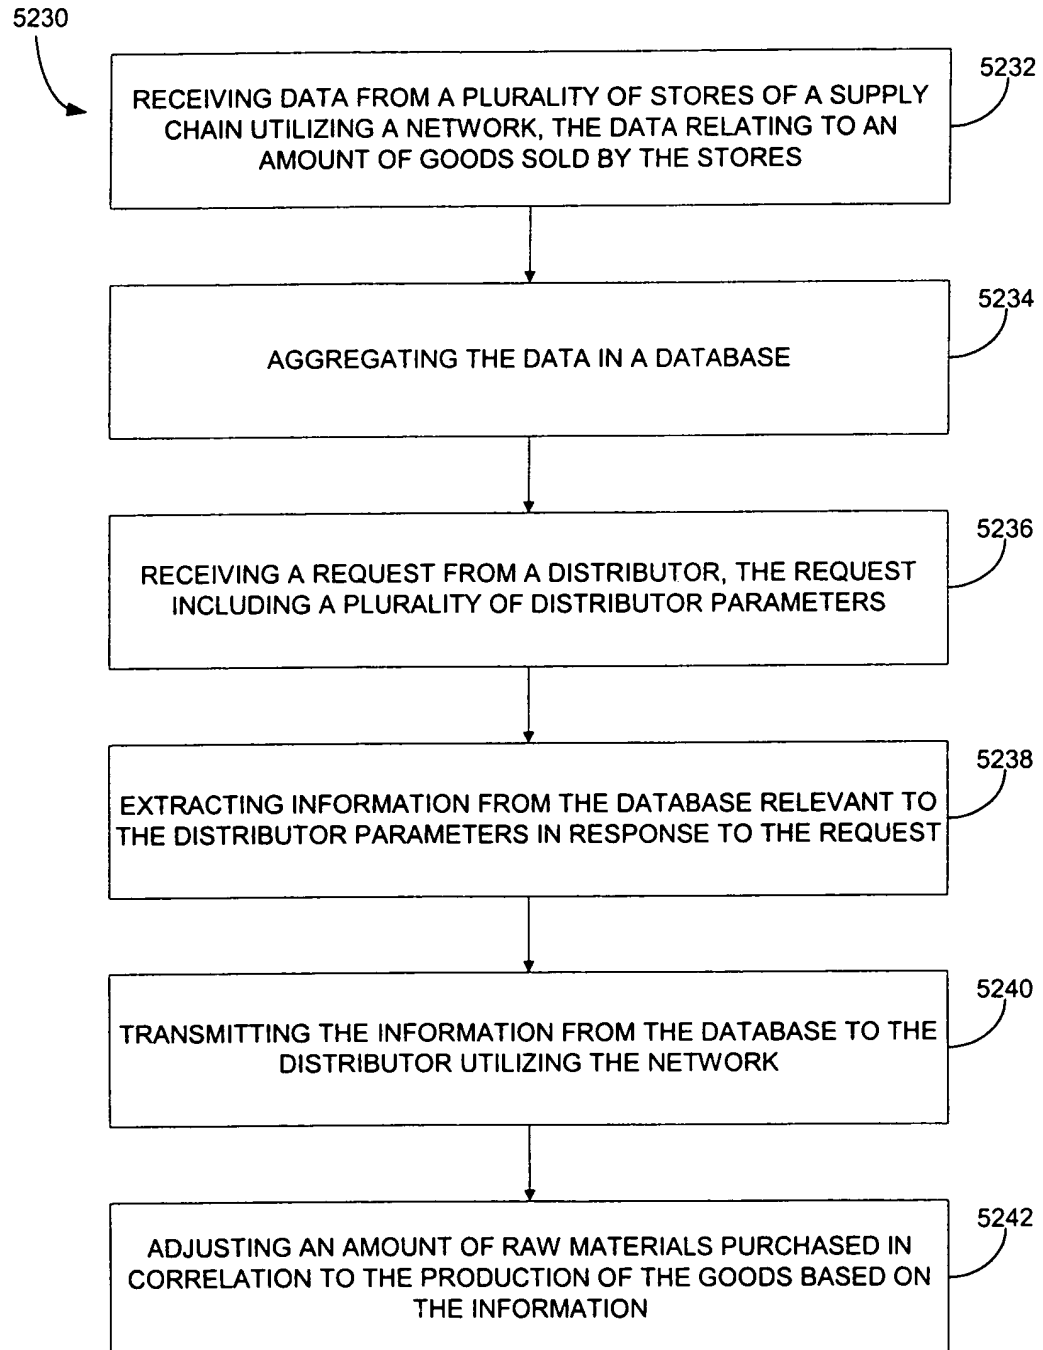 5230
RECEIVING DATA FROM A PLURALITY OF STORES OF A SUPPLY
CHAIN UTILIZING A NETWORK, THE DATA RELATING TO AN
AMOUNT OF GOODS SOLD BY THE STORES
5232
AGGREGATING THE DATA IN A DATABASE
5234
RECEIVING A REQUEST FROM A DISTRIBUTOR, THE REQUEST
INCLUDING A PLURALITY OF DISTRIBUTOR PARAMETERS
5236
EXTRACTING INFORMATION FROM THE DATABASE RELEVANT TO
THE DISTRIBUTOR PARAMETERS IN RESPONSE TO THE REQUEST
5238
TRANSMITTING THE INFORMATION FROM THE DATABASE TO THE
DISTRIBUTOR UTILIZING THE NETWORK
5240
ADJUSTING AN AMOUNT OF RAW MATERIALS PURCHASED IN
CORRELATION TO THE PRODUCTION OF THE GOODS BASED ON
THE INFORMATION
5242